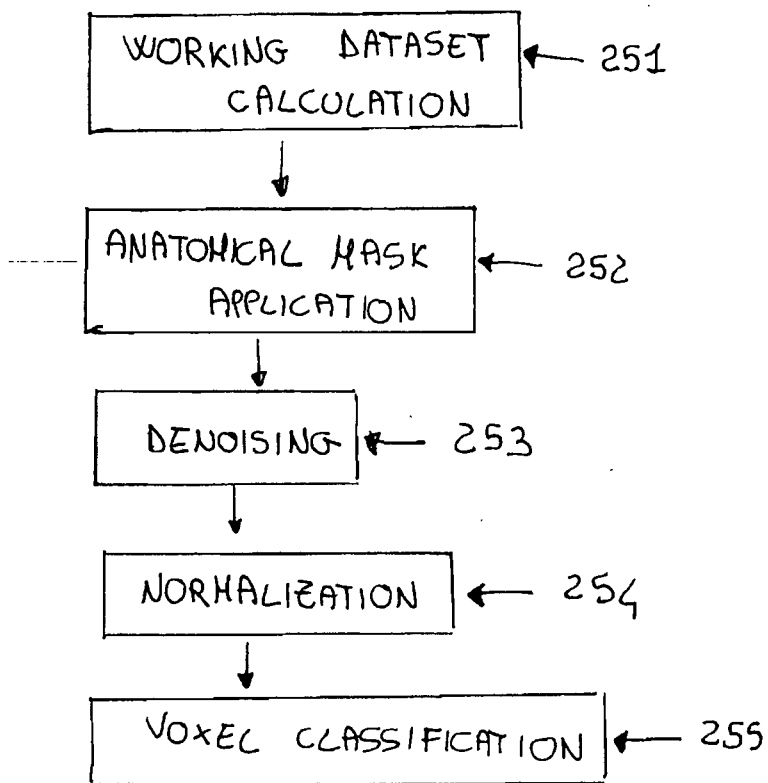 WORKING DATASET
CALCULATION
251
ANATOMICAL MASK
APPLICATION
252
DENOISING
253
NORMALIZATION
254
VOXEL CLASSIFICATION
255